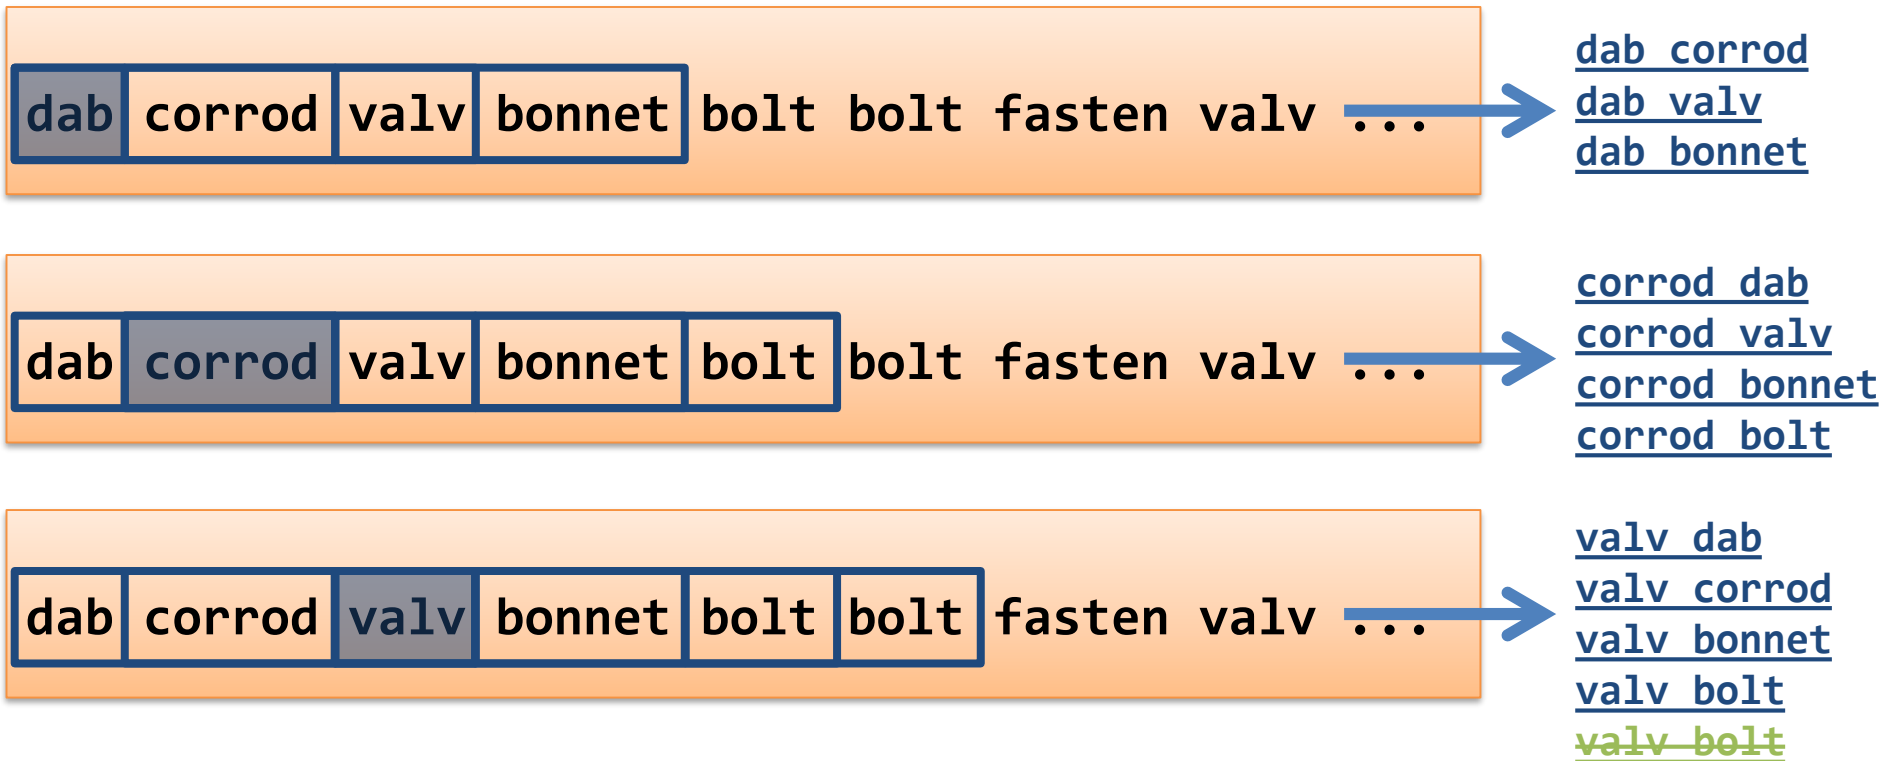 dab corrod valv bonnet bolt bolt fasten valv ...
dab corrod
dab valv
dab bonnet
dab corrod valv bonnet bolt bolt fasten valv ...
corrod dab
corrod valv
corrod bonnet
corrod bolt
dab corrod valv bonnet bolt bolt fasten valv ...
valv dab
valv corrod
valv bonnet
valv bolt
valv bolt